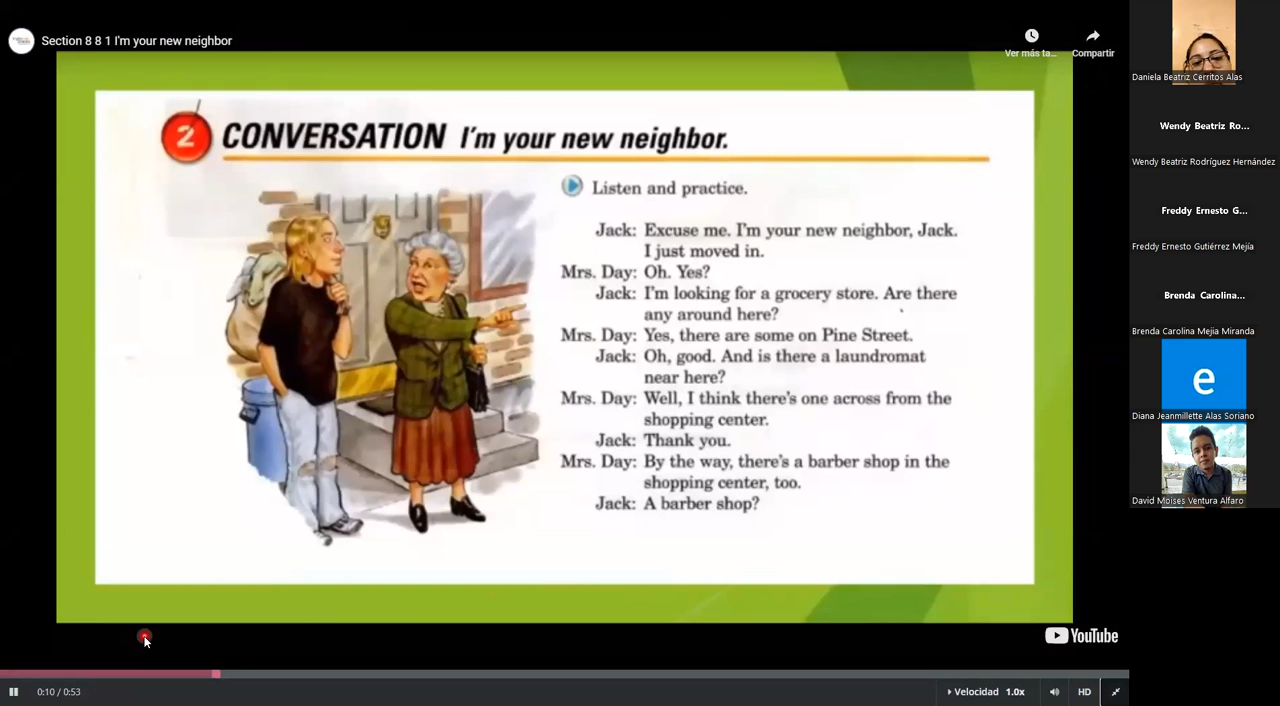 Section 8 8 1 I'm your new neighbor
Ver más ta...
Compartir
2 CONVERSATION I'm your new neighbor.
Listen and practice.
Jack: Excuse me. I'm your new neighbor, Jack.
I just moved in.
Mrs. Day: Oh. Yes?
Jack: I'm looking for a grocery store. Are there
any around here?
Mrs. Day: Yes, there are some on Pine Street.
Jack: Oh, good. And is there a laundromat
near here?
Mrs. Day: Well, I think there's one across from the
shopping center.
Jack: Thank you.
Mrs. Day: By the way, there's a barber shop in the
shopping center, too.
Jack: A barber shop?
YouTube
0:10 / 0:53
Velocidad 1.0x
HD
Daniela Beatriz Cerritos Alas
Wendy Beatriz Ro...
Wendy Beatriz Rodríguez Hernández
Freddy Ernesto G...
Freddy Ernesto Gutiérrez Mejía
Brenda Carolina...
Brenda Carolina Mejia Miranda
e
Diana Jeanmillette Alas Soriano
David Moises Ventura Alfaro